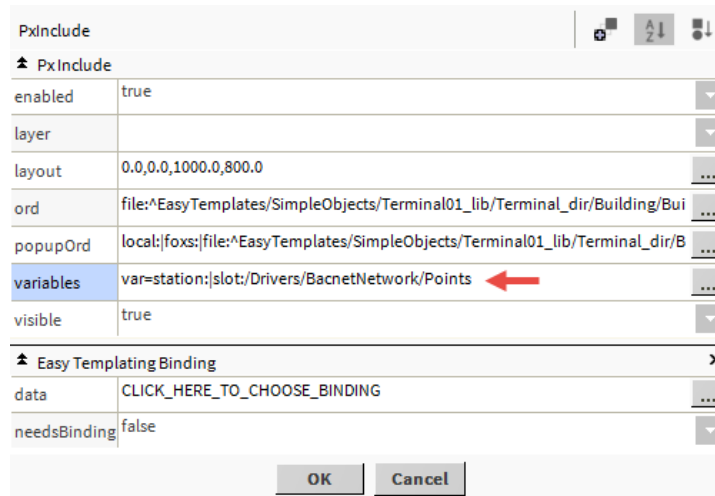 PxInclude
A
Z
PxInclude
enabled true
layer
layout 0.0,0.0,1000.0,800.0
...
ord file:^EasyTemplates/SimpleObjects/Terminal01_lib/Terminal_dir/Building/Bui
...
popupOrd local:|foxs:|file:^EasyTemplates/SimpleObjects/Terminal01_lib/Terminal_dir/B
...
variables var=station:|slot:/Drivers/BacnetNetwork/Points
...
visible true
Easy Templating Binding
data CLICK_HERE_TO_CHOOSE_BINDING
...
needsBinding false
OK Cancel